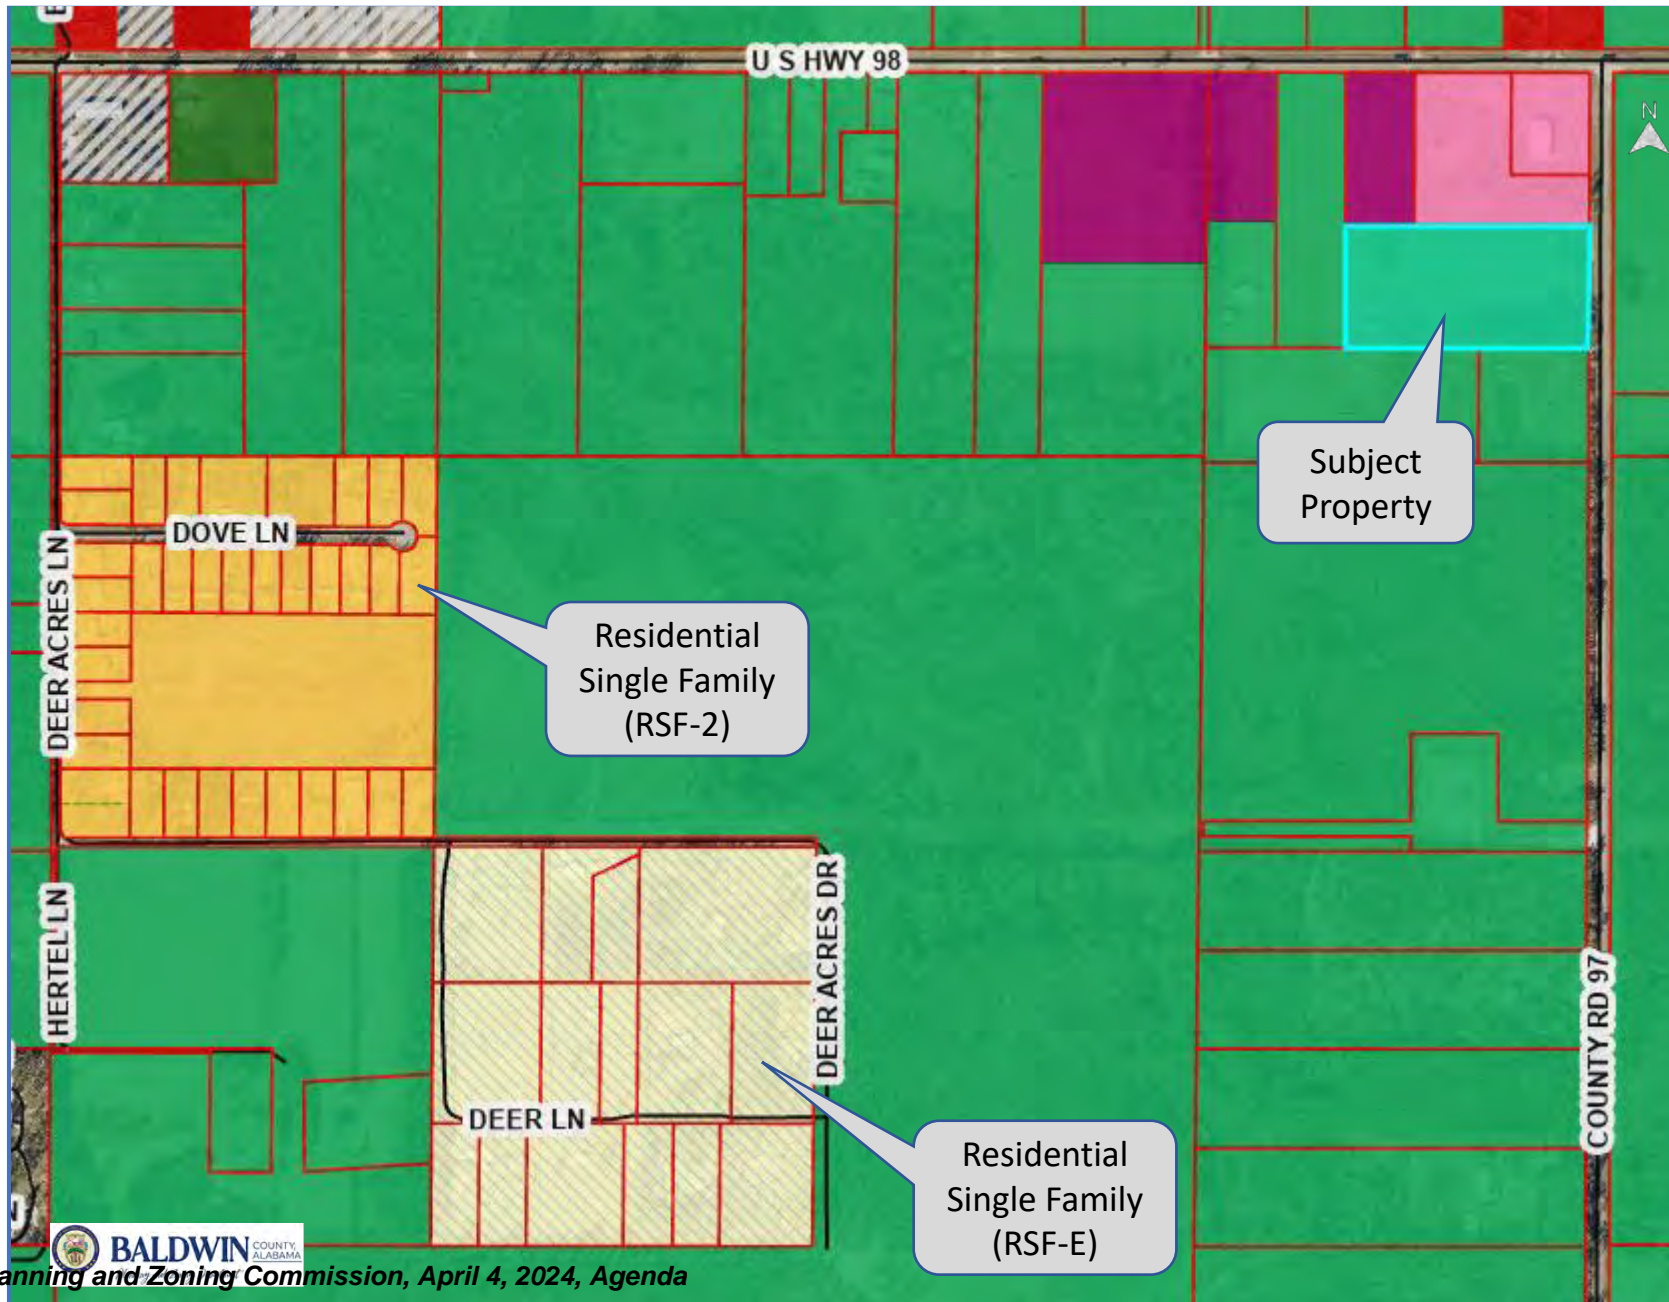 U S HWY 98
N
Subject
Property
DOVE LN
DEER ACRES LN
Residential
Single Family
(RSF-2)
HERTEL LN
DEER ACRES DR
COUNTY RD 97
DEER LN
Residential
Single Family
(RSF-E)
BALDWIN COUNTY, ALABAMA
anning and Zoning Commission, April 4, 2024, Agenda